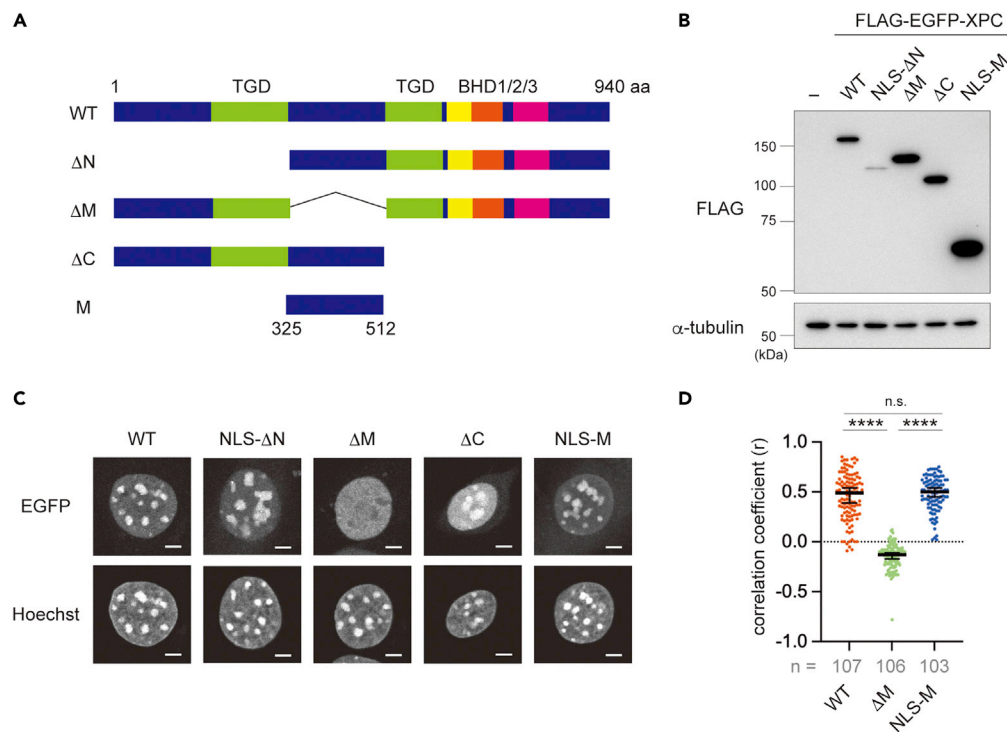 A
1 TGD TGD BHD1/2/3 940 aa
WT
ΔN
ΔM
ΔC
M
325 512
B
FLAG-EGFP-XPC
– WT NLS-ΔN ΔM ΔC NLS-M
150
100
75
FLAG
50
α-tubulin
50
(kDa)
C
WT NLS-ΔN ΔM ΔC NLS-M
EGFP
Hoechst
D
n.s.
**** ****
correlation coefficient (r)
1.0
0.5
0.0
-0.5
-1.0
n = 107 106 103
WT ΔM NLS-M